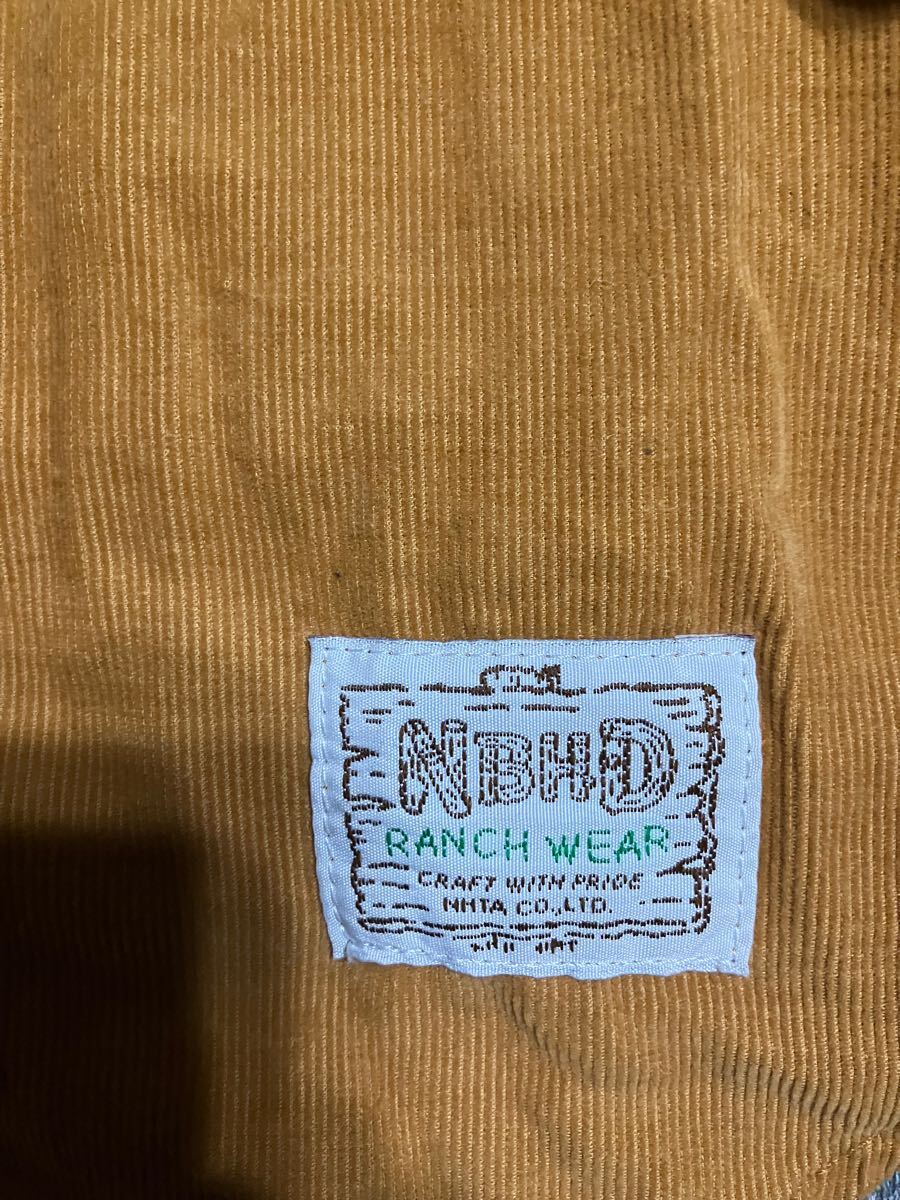 NBHD
RANCH WEAR
CRAFT WITH PRIDE
NHTA CO.,LTD.